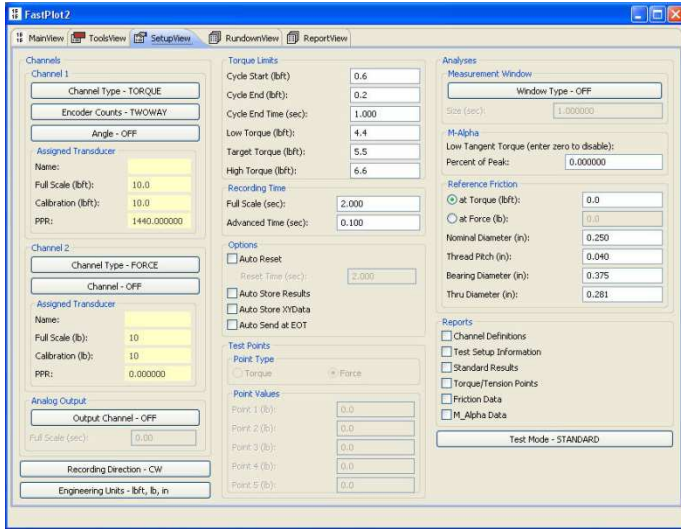 FastPlot2
MainView ToolsView SetupView RundownView ReportView
Channels
Channel 1
Channel Type - TORQUE
Encoder Counts - TWOWAY
Angle - OFF
Assigned Transducer
Name:
Full Scale (lbft): 10.0
Calibration (lbft): 10.0
PPR: 1440.000000
Channel 2
Channel Type - FORCE
Channel - OFF
Assigned Transducer
Name:
Full Scale (lb): 10
Calibration (lb): 10
PPR: 0.000000
Analog Output
Output Channel - OFF
Full Scale (sec): 0.00
Recording Direction - CW
Engineering Units - lbft, lb, in
Torque Limits
Cycle Start (lbft) 0.6
Cycle End (lbft): 0.2
Cycle End Time (sec): 1.000
Low Torque (lbft): 4.4
Target Torque (lbft): 5.5
High Torque (lbft): 6.6
Recording Time
Full Scale (sec): 2.000
Advanced Time (sec): 0.100
Options
Auto Reset
Reset Time (sec): 2.000
Auto Store Results
Auto Store XYData
Auto Send at EOT
Test Points
Point Type
Torque Force
Point Values
Point 1 (lb): 0.0
Point 2 (lb): 0.0
Point 3 (lb): 0.0
Point 4 (lb): 0.0
Point 5 (lb): 0.0
Analyses
Measurement Window
Window Type - OFF
Size (sec): 1.000000
M-Alpha
Low Tangent Torque (enter zero to disable):
Percent of Peak: 0.000000
Reference Friction
at Torque (lbft): 0.0
at Force (lb): 0.0
Nominal Diameter (in): 0.250
Thread Pitch (in): 0.040
Bearing Diameter (in): 0.375
Thru Diameter (in): 0.281
Reports
Channel Definitions
Test Setup Information
Standard Results
Torque/Tension Points
Friction Data
M_Alpha Data
Test Mode - STANDARD